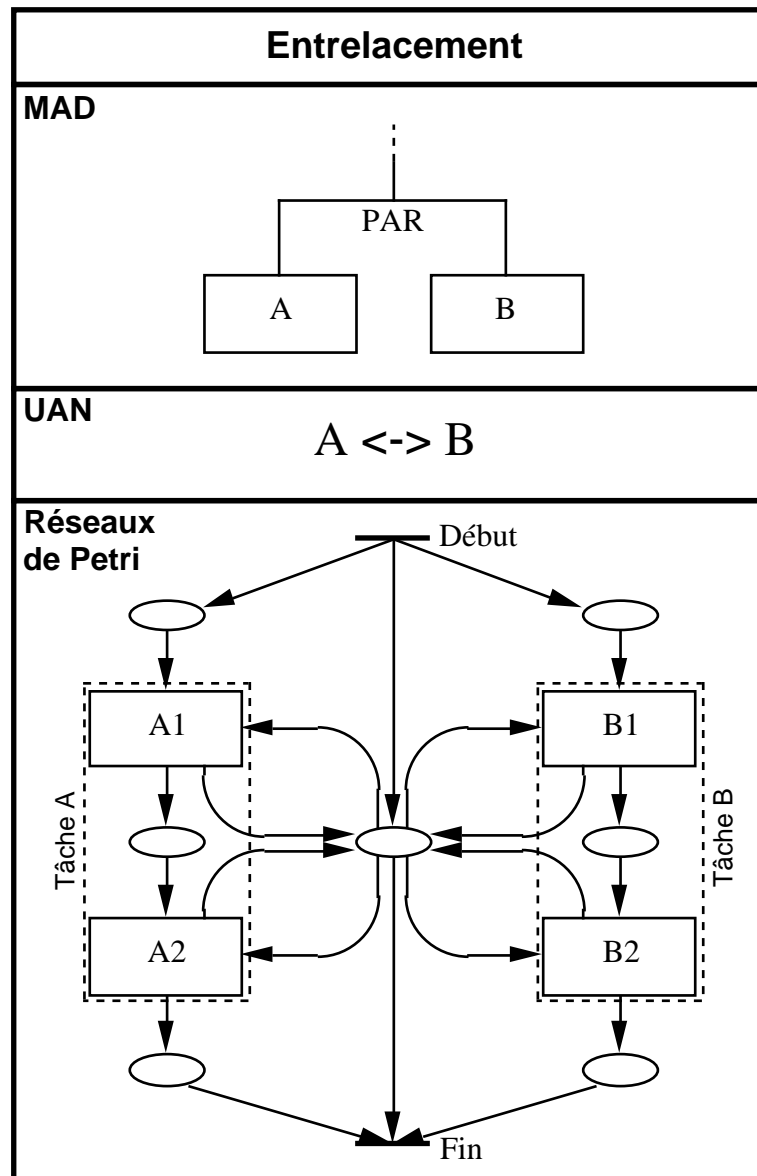 Entrelacement
MAD
PAR
A
B
UAN
A <-> B
Réseaux
de Petri
Début
Tâche A
A1
A2
B1
B2
Tâche B
Fin